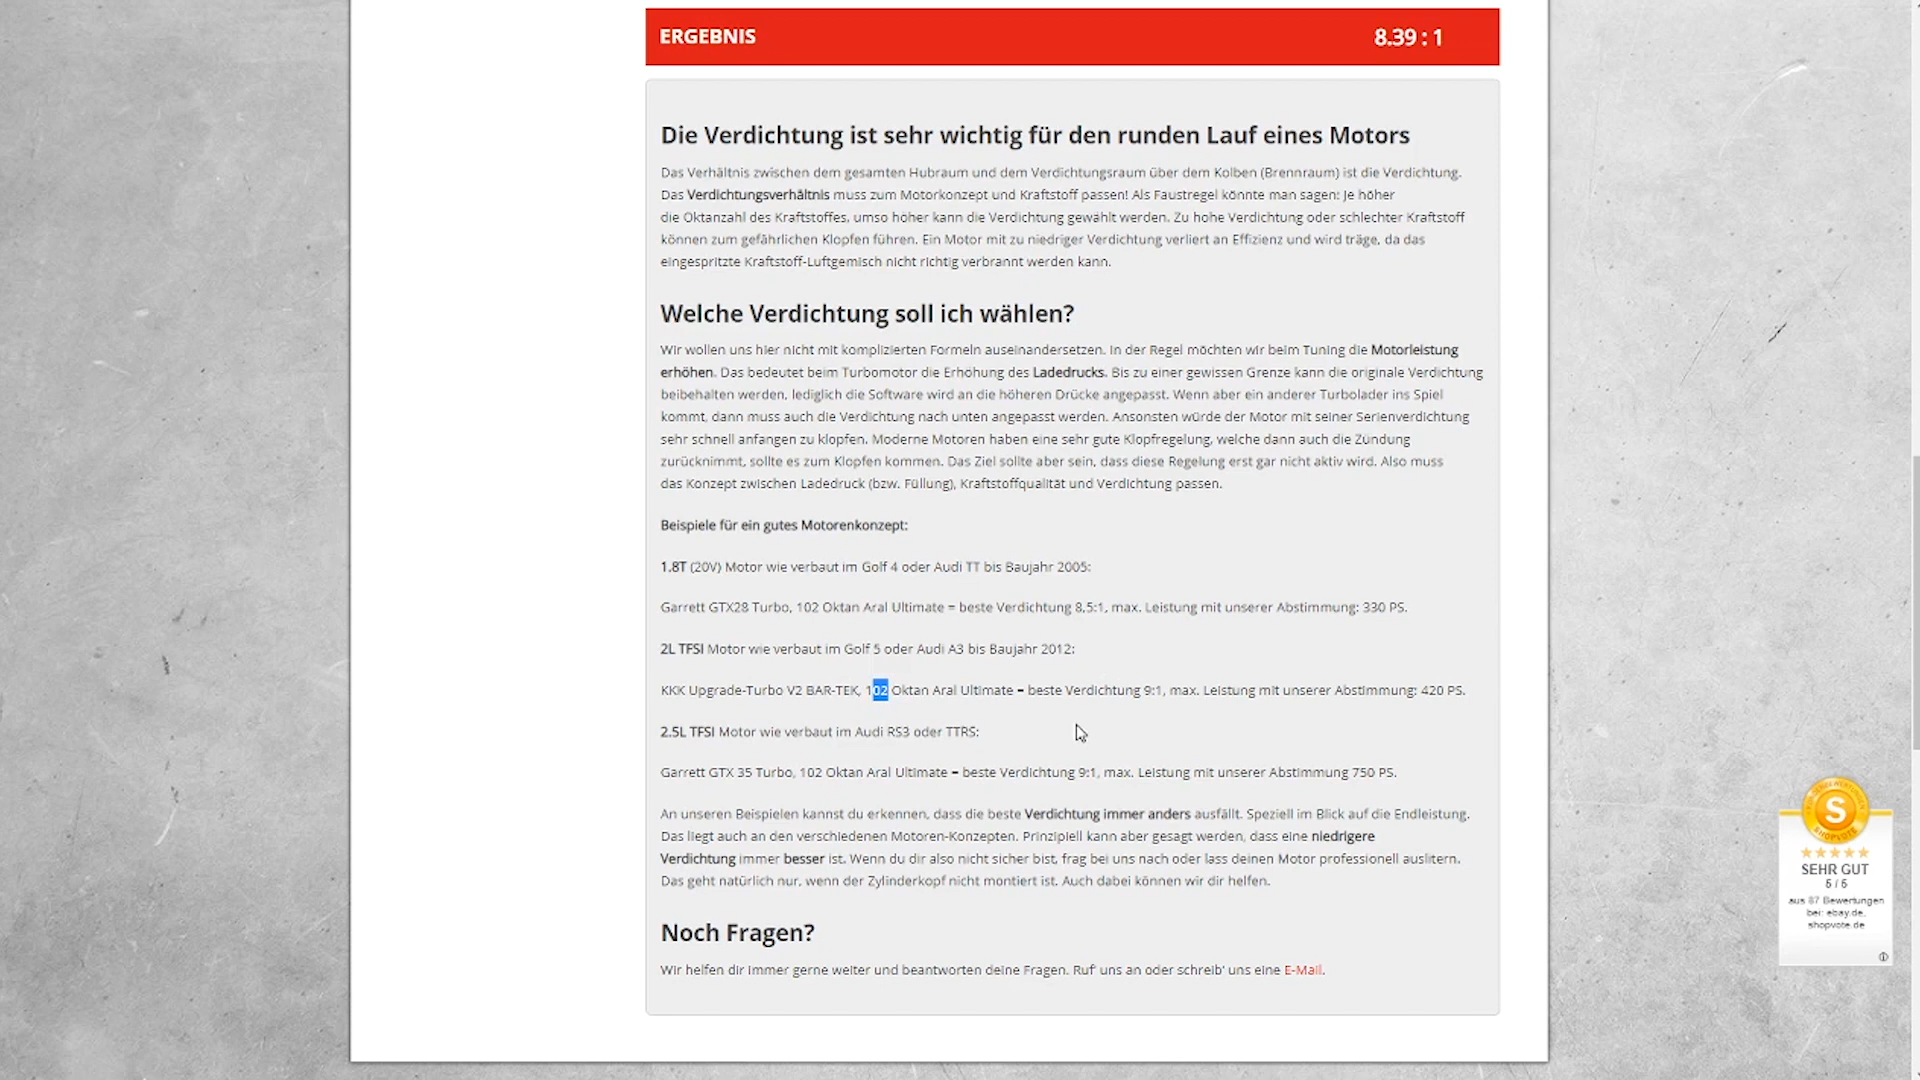 ERGEBNIS 8.39 : 1
Die Verdichtung ist sehr wichtig für den runden Lauf eines Motors
Das Verhältnis zwischen dem gesamten Hubraum und dem Verdichtungsraum über dem Kolben (Brennraum) ist die Verdichtung.
Das Verdichtungsverhältnis muss zum Motorkonzept und Kraftstoff passen! Als Faustregel könnte man sagen: Je höher
die Oktanzahl des Kraftstoffes, umso höher kann die Verdichtung gewählt werden. Zu hohe Verdichtung oder schlechter Kraftstoff
können zum gefährlichen Klopfen führen. Ein Motor mit zu niedriger Verdichtung verliert an Effizienz und wird träge, da das
eingespritzte Kraftstoff-Luftgemisch nicht richtig verbrannt werden kann.
Welche Verdichtung soll ich wählen?
Wir wollen uns hier nicht mit komplizierten Formeln auseinandersetzen. In der Regel möchten wir beim Tuning die Motorleistung
erhöhen. Das bedeutet beim Turbomotor die Erhöhung des Ladedrucks. Bis zu einer gewissen Grenze kann die originale Verdichtung
beibehalten werden, lediglich die Software wird an die höheren Drücke angepasst. Wenn aber ein anderer Turbolader ins Spiel
kommt, dann muss auch die Verdichtung nach unten angepasst werden. Ansonsten würde der Motor mit seiner Serienverdichtung
sehr schnell anfangen zu klopfen. Moderne Motoren haben eine sehr gute Klopfregelung, welche dann auch die Zündung
zurücknimmt, sollte es zum Klopfen kommen. Das Ziel sollte aber sein, dass diese Regelung erst gar nicht aktiv wird. Also muss
das Konzept zwischen Ladedruck (bzw. Füllung), Kraftstoffqualität und Verdichtung passen.
Beispiele für ein gutes Motorenkonzept:
1.8T (20V) Motor wie verbaut im Golf 4 oder Audi TT bis Baujahr 2005:
Garrett GTX28 Turbo, 102 Oktan Aral Ultimate = beste Verdichtung 8,5:1, max. Leistung mit unserer Abstimmung: 330 PS.
2L TFSI Motor wie verbaut im Golf 5 oder Audi A3 bis Baujahr 2012:
KKK Upgrade-Turbo V2 BAR-TEK, 102 Oktan Aral Ultimate = beste Verdichtung 9:1, max. Leistung mit unserer Abstimmung: 420 PS.
2.5L TFSI Motor wie verbaut im Audi RS3 oder TTRS:
Garrett GTX 35 Turbo, 102 Oktan Aral Ultimate = beste Verdichtung 9:1, max. Leistung mit unserer Abstimmung 750 PS.
An unseren Beispielen kannst du erkennen, dass die beste Verdichtung immer anders ausfällt. Speziell im Blick auf die Endleistung.
Das liegt auch an den verschiedenen Motoren-Konzepten. Prinzipiell kann aber gesagt werden, dass eine niedrigere
Verdichtung immer besser ist. Wenn du dir also nicht sicher bist, frag bei uns nach oder lass deinen Motor professionell auslitern.
Das geht natürlich nur, wenn der Zylinderkopf nicht montiert ist. Auch dabei können wir dir helfen.
Noch Fragen?
Wir helfen dir immer gerne weiter und beantworten deine Fragen. Ruf' uns an oder schreib' uns eine E-Mail.
S
SHOPVOTE
SEHR GUT
5 / 5
aus 87 Bewertungen
bei: ebay.de,
shopvote.de